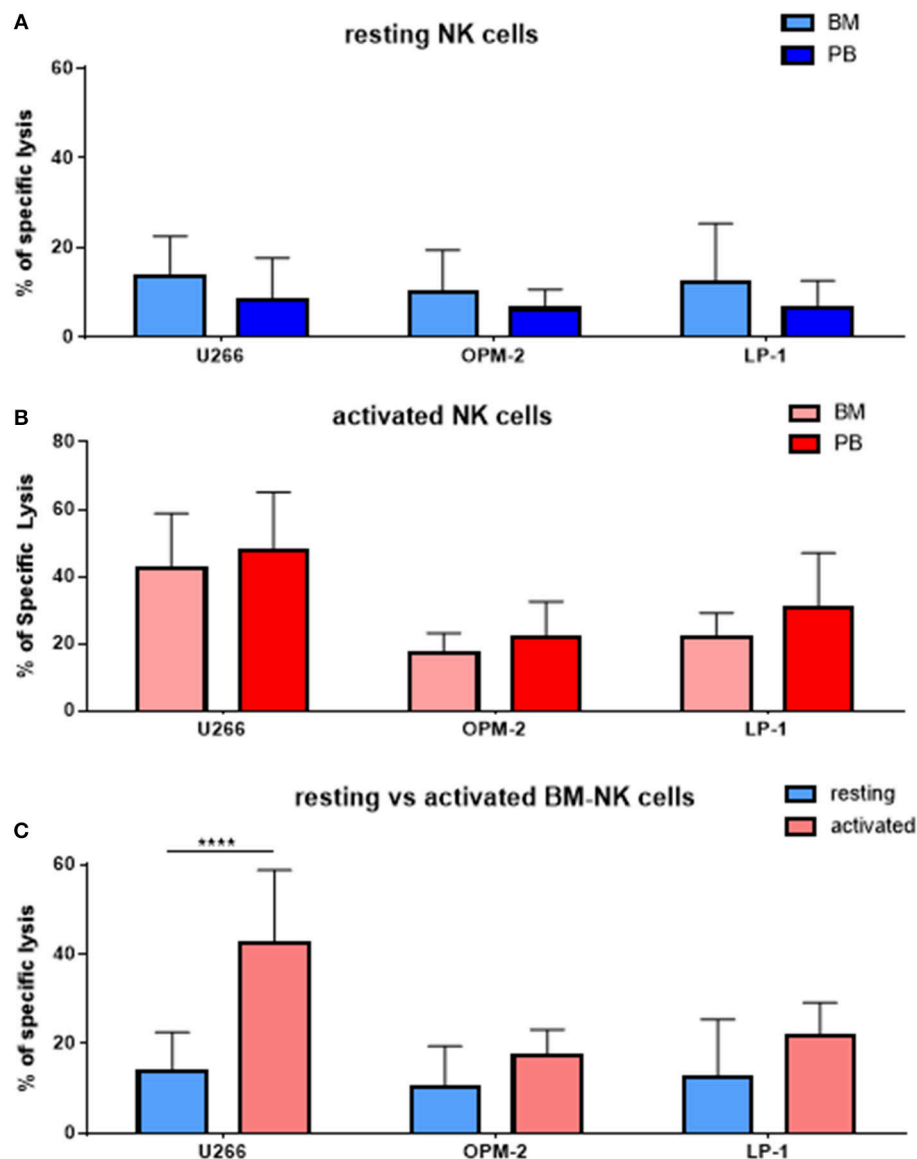 A
resting NK cells
BM
PB
% of specific lysis
60
40
20
0
U266
OPM-2
LP-1
B
activated NK cells
BM
PB
% of Specific Lysis
80
60
40
20
0
U266
OPM-2
LP-1
resting vs activated BM-NK cells
resting
activated
C
****
% of specific lysis
60
40
20
0
U266
OPM-2
LP-1